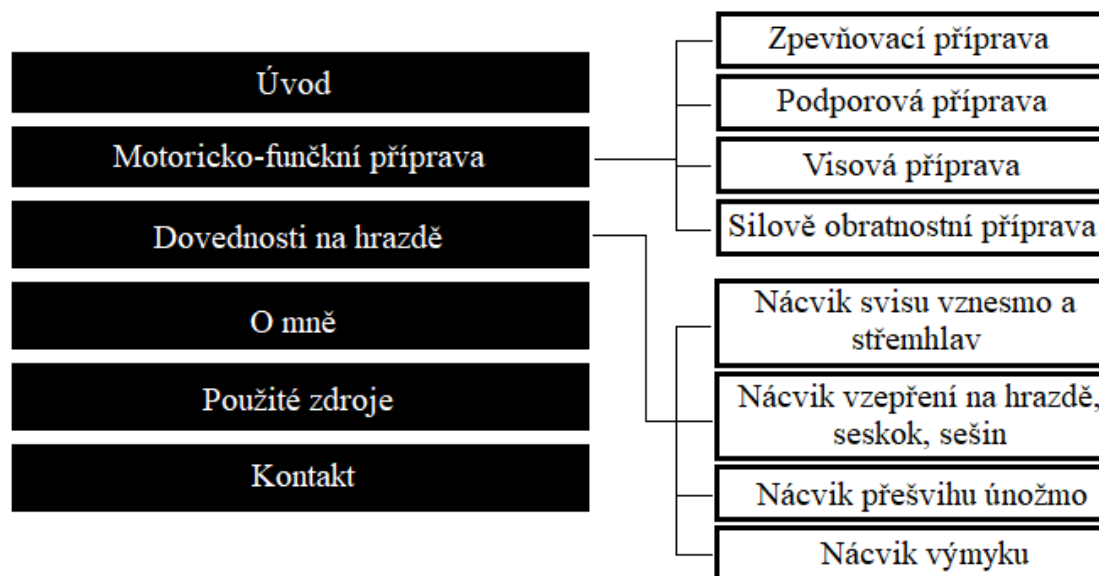 Úvod
Motoricko-funčkní příprava
Dovednosti na hrazdě
O mně
Použité zdroje
Kontakt
Zpevňovací příprava
Podporová příprava
Visová příprava
Silově obratnostní příprava
Nácvik svisu vznesmo a
střemhlav
Nácvik vzepření na hrazdě,
seskok, sešin
Nácvik přešvihu únožmo
Nácvik výmyku